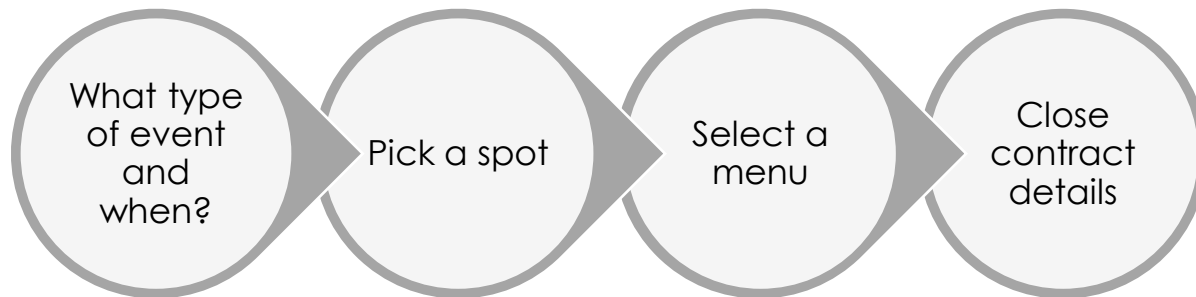 What type
of event
and
when?
Pick a spot
Select a
menu
Close
contract
details